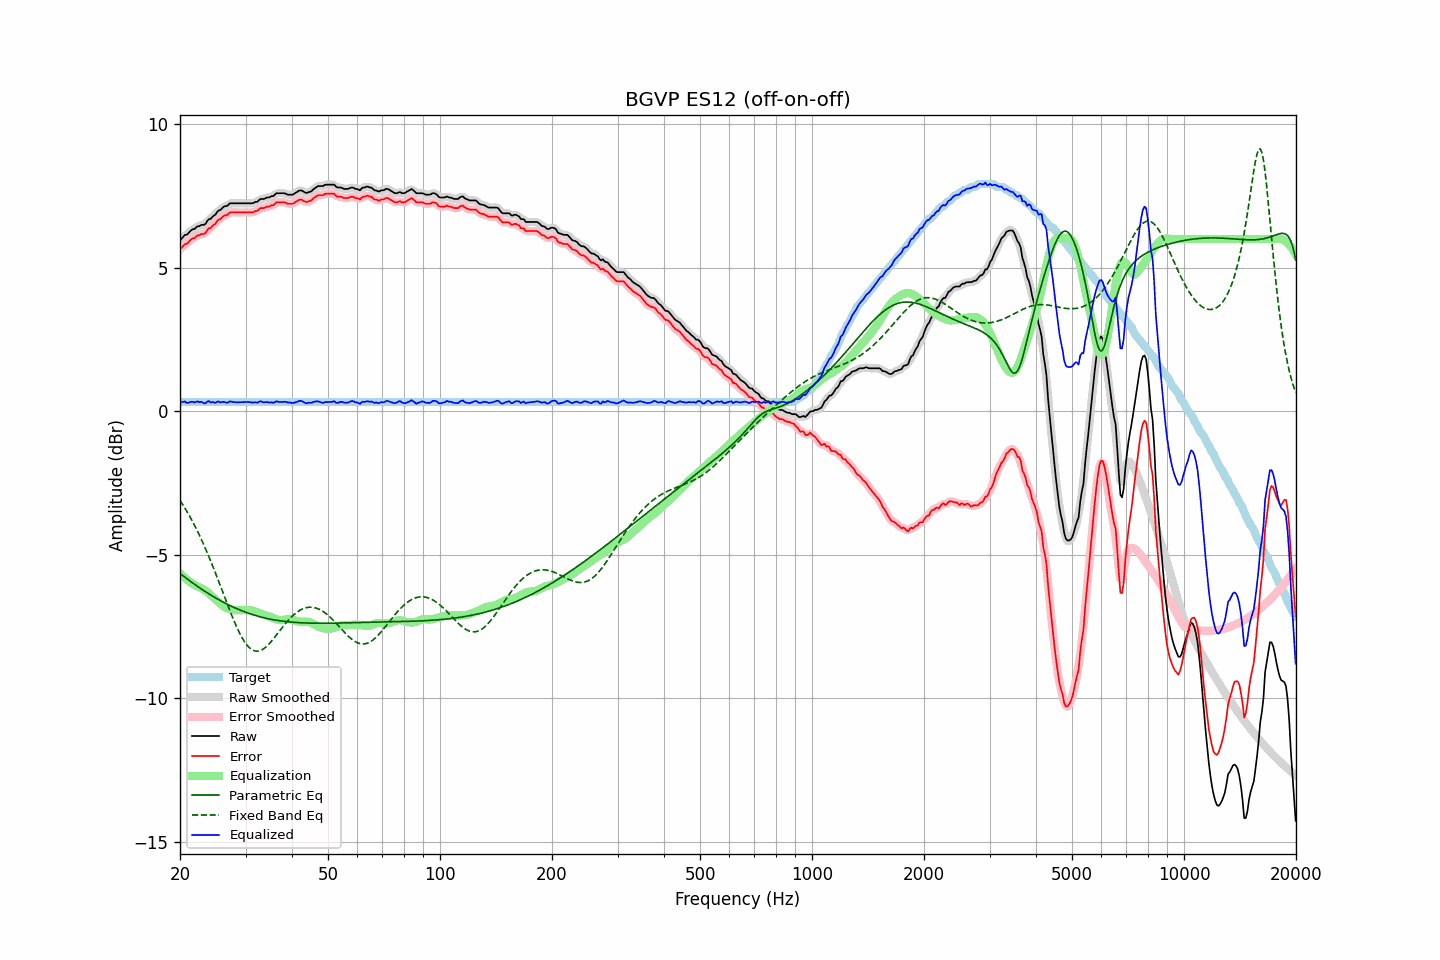 BGVP ES12 (off-on-off)
Amplitude (dBr)
10
5
0
−5
−10
−15
Target
Raw Smoothed
Error Smoothed
Raw
Error
Equalization
Parametric Eq
Fixed Band Eq
Equalized
20 50 100 200 500 1000 2000 5000 10000 20000
Frequency (Hz)